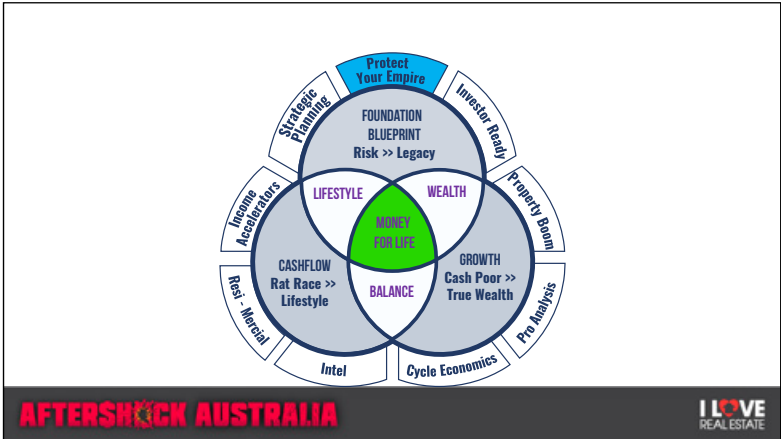 Protect
Your Empire
Strategic
Planning
Investor Ready
FOUNDATION
BLUEPRINT
Risk >> Legacy
Income
Accelerators
LIFESTYLE
WEALTH
Property Boom
MONEY
FOR LIFE
CASHFLOW
Rat Race >>
Lifestyle
GROWTH
Cash Poor >>
True Wealth
BALANCE
Resi - Mercial
Pro Analysis
Intel
Cycle Economics
AFTERSHOCK AUSTRALIA
I LOVE
REAL ESTATE